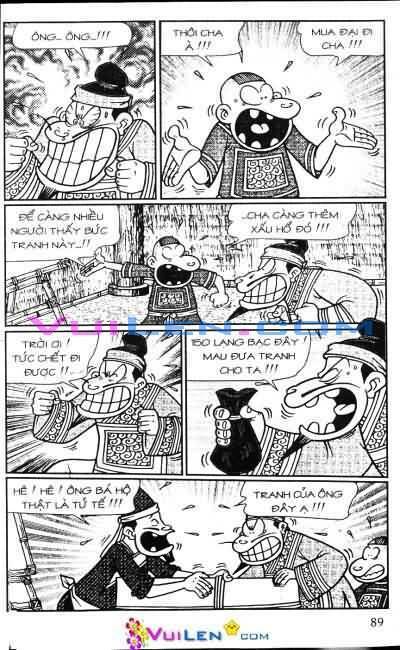 ÔNG... ÔNG...!!!
THÔI CHA
À !!!
MUA ĐẠI ĐI
CHA !!!
ĐỂ CÀNG NHIỀU
NGƯỜI THẤY BỨC
TRANH NÀY...!!
...CHA CÀNG THÊM
XẤU HỔ ĐÓ !!!
VUILEN.COM
TRỜI ƠI !
TỨC CHẾT ĐI
ĐƯỢC !!..
150 LẠNG BẠC ĐÂY !
MAU ĐƯA TRANH
CHO TA !!!
HÊ ! HÊ ! ÔNG BÁ HỘ
THẬT LÀ TỬ TẾ !!!
TRANH CỦA ÔNG
ĐÂY Ạ !!!
89
VUILEN.COM